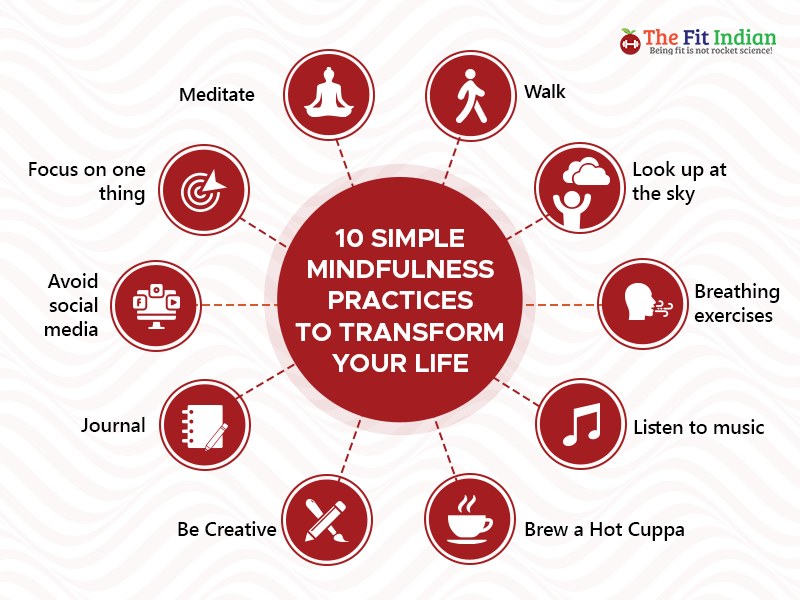 The Fit Indian
Being fit is not rocket science!
Meditate
Walk
Focus on one
thing
Look up at
the sky
10 SIMPLE
MINDFULNESS
PRACTICES
TO TRANSFORM
YOUR LIFE
Avoid
social
media
Breathing
exercises
Journal
Listen to music
Be Creative
Brew a Hot Cuppa